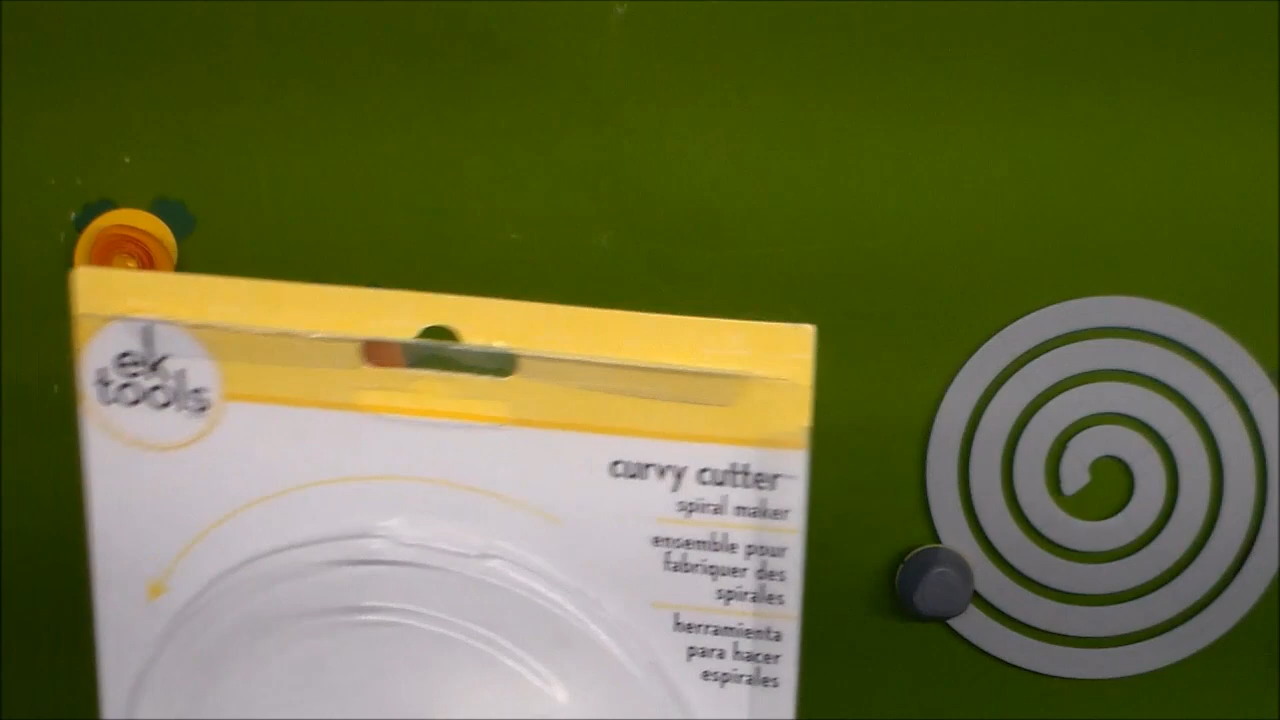 ek
tools
curvy cutter
spiral maker
ensemble pour
fabriquer des
spirales
herramienta
para hacer
espirales